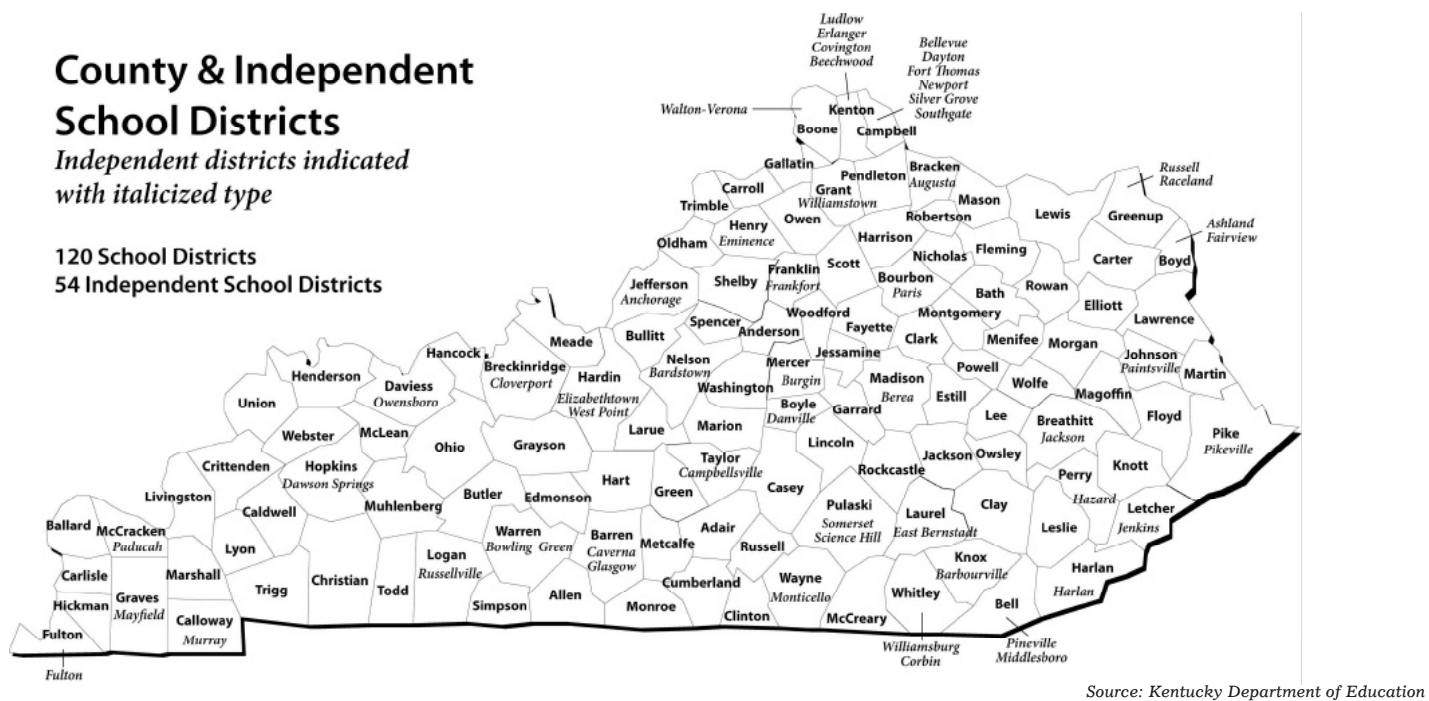 Ludlow
Erlanger
Covington
Beechwood
Bellevue
Dayton
Fort Thomas
Newport
Silver Grove
Southgate
County & Independent
School Districts
Independent districts indicated
with italicized type
120 School Districts
54 Independent School Districts
Walton-Verona
Kenton
Boone
Campbell
Gallatin
Pendleton
Bracken
Augusta
Russell
Raceland
Carroll
Grant
Williamstown
Trimble
Owen
Mason
Robertson
Lewis
Greenup
Henry
Eminence
Oldham
Harrison
Ashland
Fairview
Nicholas
Fleming
Carter
Boyd
Jefferson
Anchorage
Shelby
Franklin
Frankfort
Scott
Bourbon
Paris
Bath
Rowan
Elliott
Lawrence
Spencer
Anderson
Woodford
Fayette
Montgomery
Clark
Menifee
Morgan
Bullitt
Meade
Hancock
Breckinridge
Cloverport
Hardin
Elizabethtown
West Point
Nelson
Bardstown
Washington
Mercer
Burgin
Jessamine
Madison
Berea
Powell
Estill
Wolfe
Magoffin
Johnson
Paintsville
Martin
Henderson
Daviess
Owensboro
Union
Webster
McLean
Ohio
Grayson
Larue
Marion
Boyle
Danville
Garrard
Lincoln
Lee
Breathitt
Jackson
Floyd
Pike
Pikeville
Crittenden
Hopkins
Dawson Springs
Taylor
Campbellsville
Rockcastle
Jackson
Owsley
Perry
Hazard
Knott
Livingston
Caldwell
Muhlenberg
Butler
Edmonson
Hart
Green
Casey
Pulaski
Somerset
Science Hill
Laurel
East Bernstadt
Clay
Leslie
Letcher
Jenkins
Ballard
McCracken
Paducah
Lyon
Logan
Russellville
Warren
Bowling Green
Barren
Caverna
Glasgow
Metcalfe
Adair
Russell
Knox
Barbourville
Harlan
Harlan
Carlisle
Graves
Mayfield
Marshall
Trigg
Christian
Todd
Simpson
Allen
Monroe
Cumberland
Clinton
Wayne
Monticello
McCreary
Whitley
Bell
Hickman
Fulton
Calloway
Murray
Williamsburg
Corbin
Pineville
Middlesboro
Fulton
Source: Kentucky Department of Education